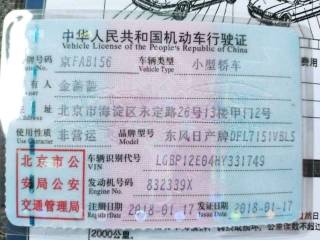 中华人民共和国机动车行驶证
Vehicle License of the People's Republic of China
号牌号码 京FAB156 车辆类型 小型轿车
Plate No. Vehicle Type
所有人 金
Owner
住址 北京市海淀区永定路26号13楼甲门2号
Address
使用性质 非营运 品牌型号 东风日产牌DFL7151VBLS
Use Character Model
北京市公
安局公安
交通管理局
车辆识别代号 LGBP12E04HY331749
VIN
发动机号码 832339X
Engine No.
注册日期 2018-01-17 发证日期 2018-01-17
Register Date Issue Date
2000公里。